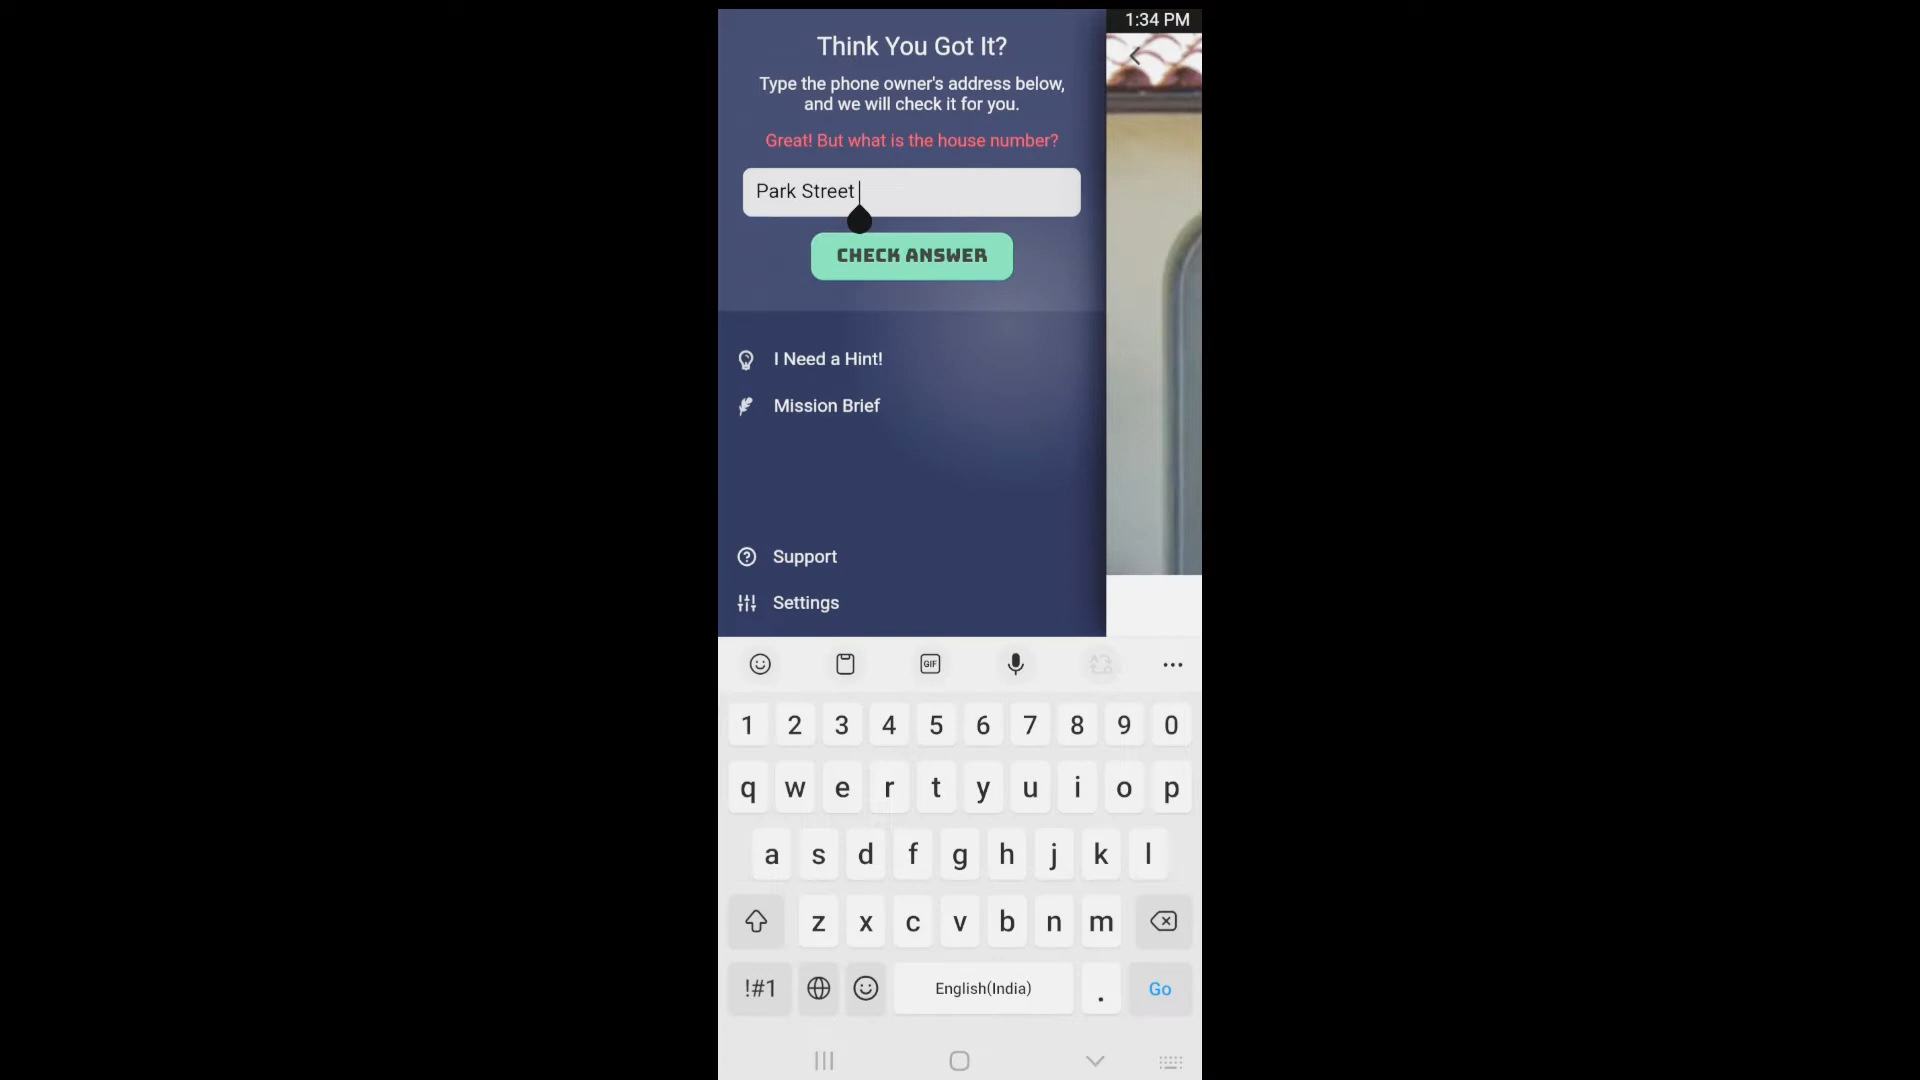 1:34 PM
Think You Got It?
Type the phone owner's address below,
and we will check it for you.
Great! But what is the house number?
Park Street
CHECK ANSWER
I Need a Hint!
Mission Brief
Support
Settings
GIF
1 2 3 4 5 6 7 8 9 0
q w e r t y u i o p
a s d f g h j k l
z x c v b n m
!#1 English(India) . Go